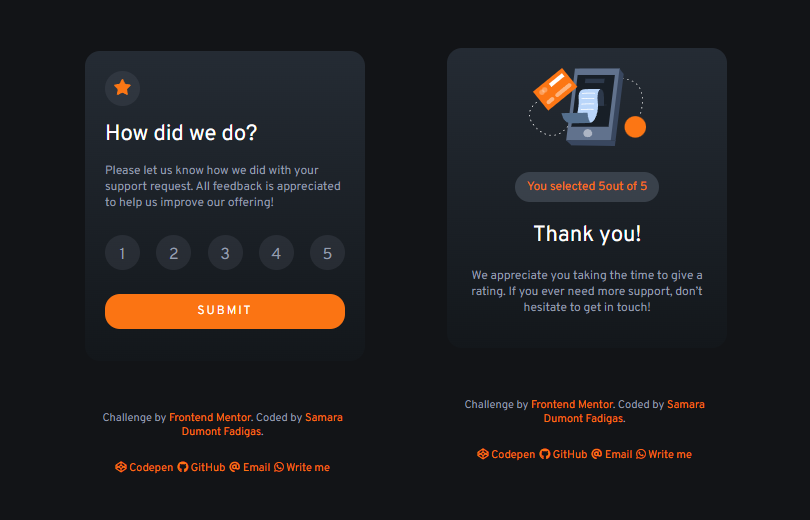 How did we do?
Please let us know how we did with your
support request. All feedback is appreciated
to help us improve our offering!
1 2 3 4 5
SUBMIT
Challenge by Frontend Mentor. Coded by Samara
Dumont Fadigas.
Codepen GitHub Email Write me
You selected 5out of 5
Thank you!
We appreciate you taking the time to give a
rating. If you ever need more support, don't
hesitate to get in touch!
Challenge by Frontend Mentor. Coded by Samara
Dumont Fadigas.
Codepen GitHub Email Write me